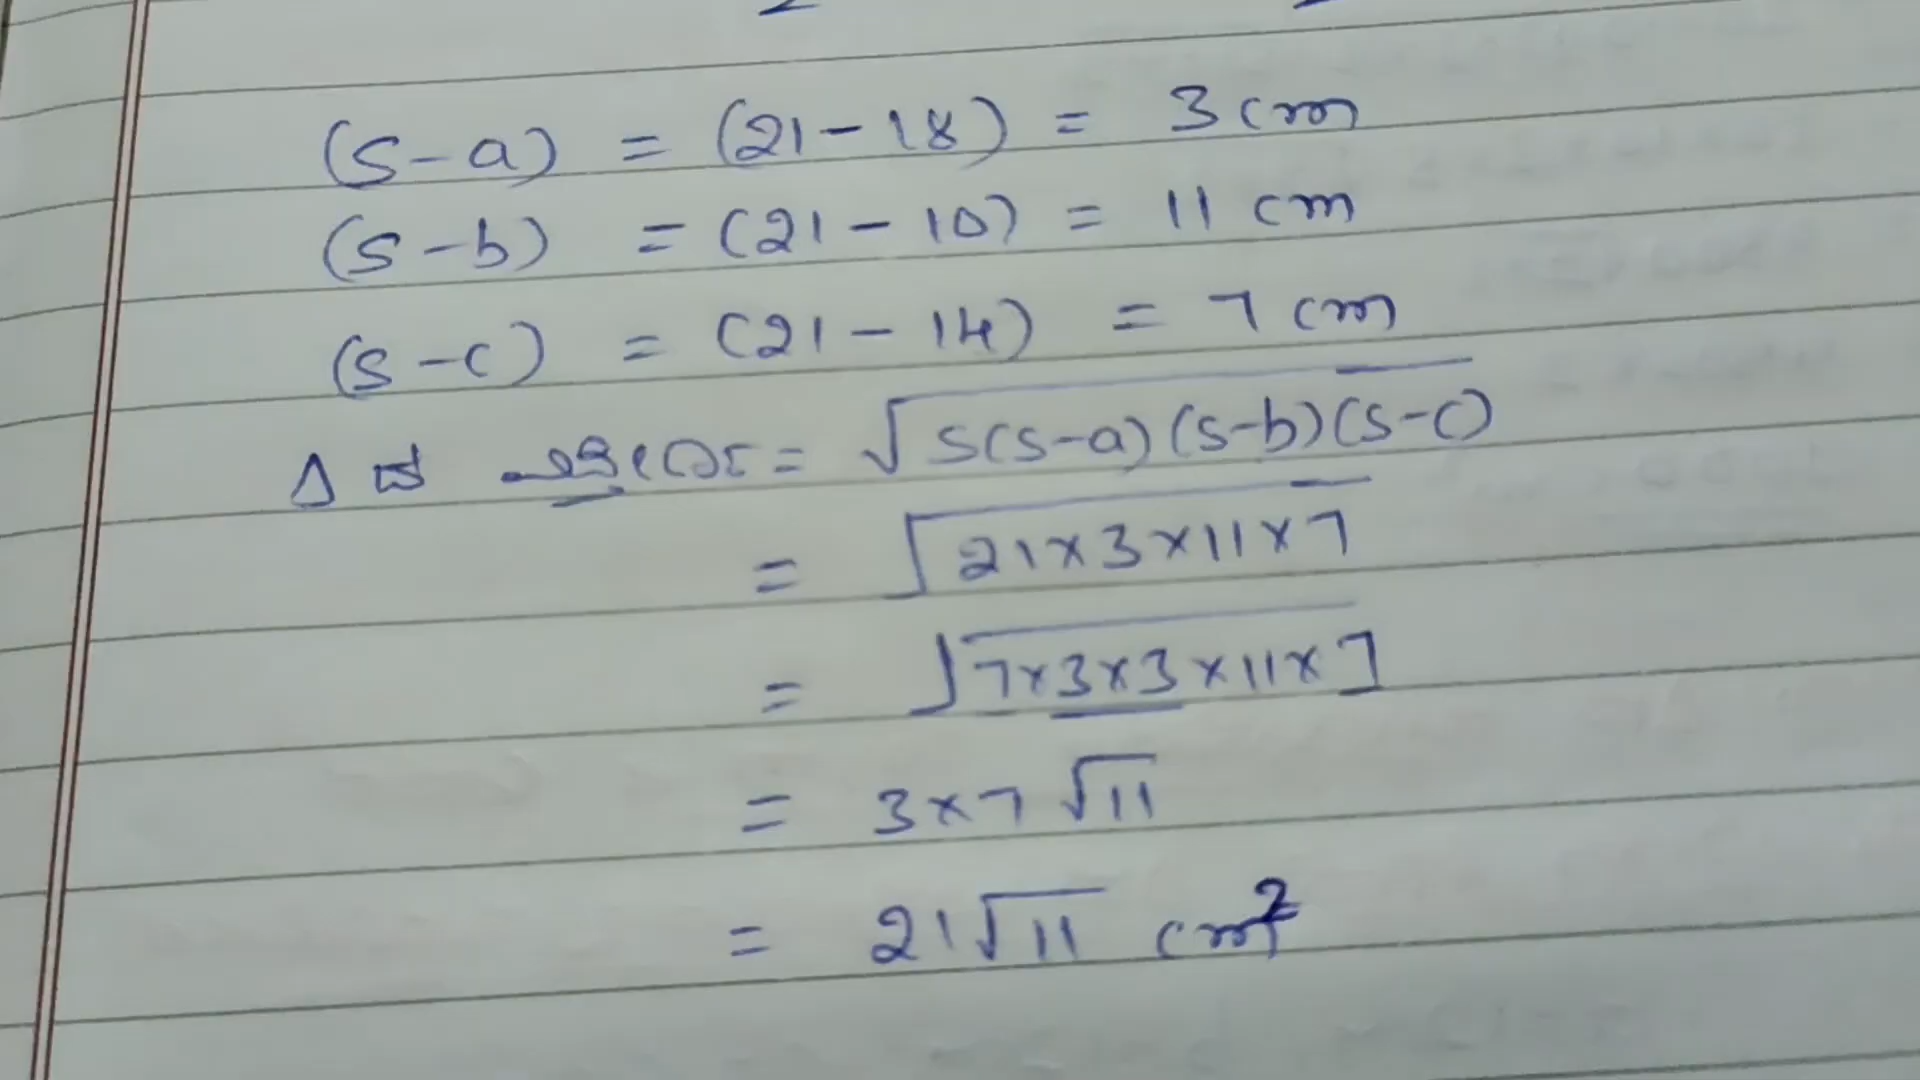 (S-a) = (21-18) = 3 cm
(S-b) = (21-10) = 11 cm
(S-c) = (21-14) = 7 cm
Δ ದ ವಿಸ್ತೀರ್ಣ = √S(S-a)(S-b)(S-C)
= √21×3×11×7
= √7×3×3×11×7
= 3×7√11
= 21√11 cm²